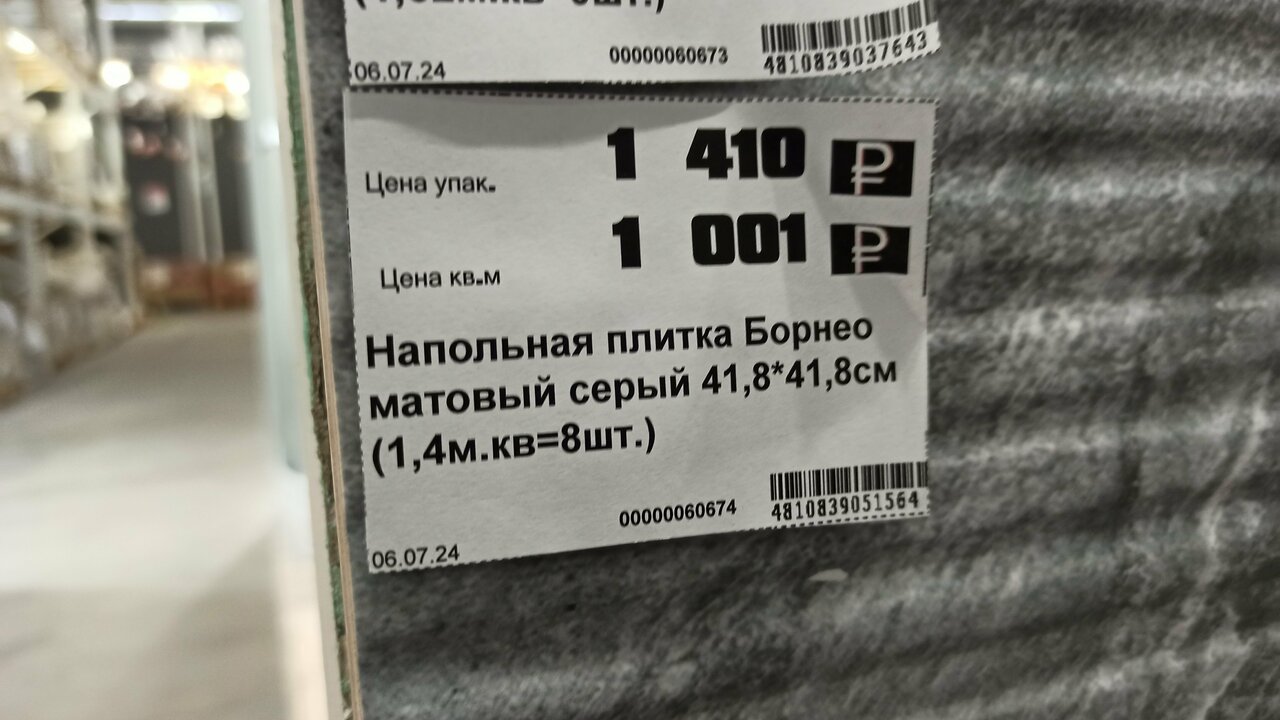 00000060673
4810839037643
06.07.24
Цена упак. 1 410 ₽
Цена кв.м 1 001 ₽
Напольная плитка Борнео
матовый серый 41,8*41,8см
(1,4м.кв=8шт.)
00000060674
4810839051564
06.07.24